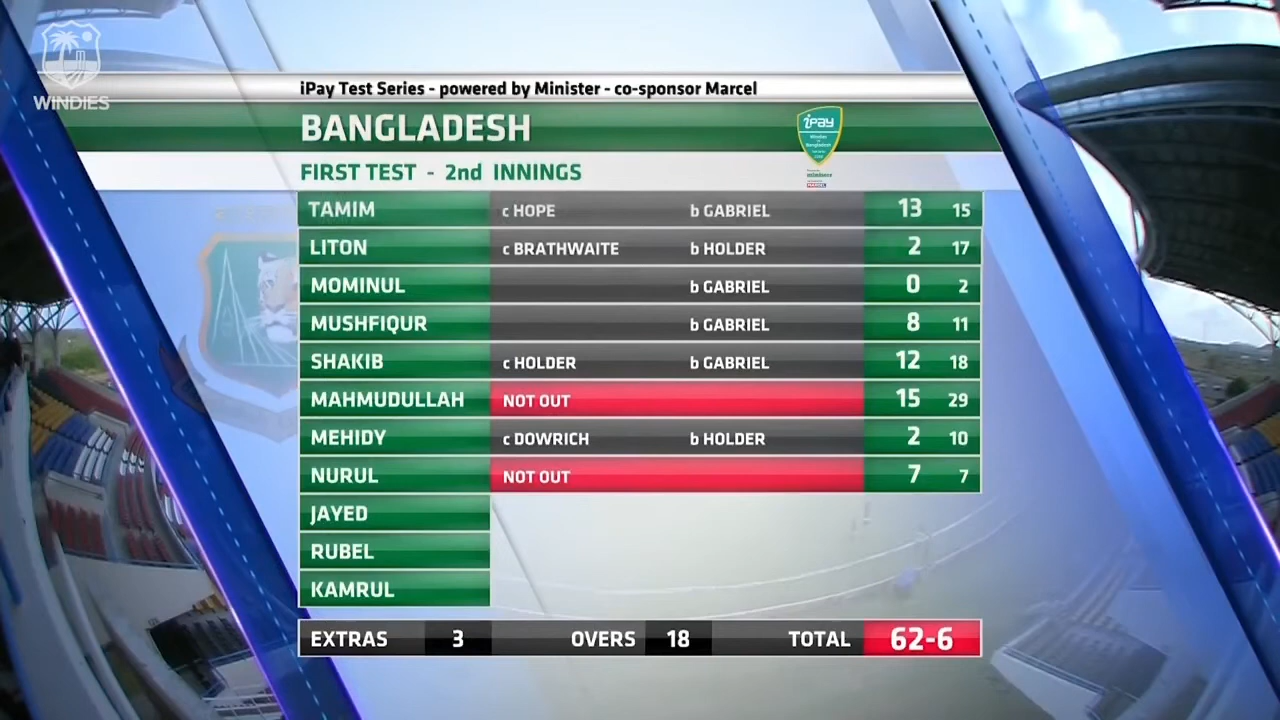 WINDIES
iPay Test Series - powered by Minister - co-sponsor Marcel
BANGLADESH
iPay
FIRST TEST - 2nd INNINGS
TAMIM c HOPE b GABRIEL 13 15
LITON c BRATHWAITE b HOLDER 2 17
MOMINUL b GABRIEL 0 2
MUSHFIQUR b GABRIEL 8 11
SHAKIB c HOLDER b GABRIEL 12 18
MAHMUDULLAH NOT OUT 15 29
MEHIDY c DOWRICH b HOLDER 2 10
NURUL NOT OUT 7 7
JAYED
RUBEL
KAMRUL
EXTRAS 3 OVERS 18 TOTAL 62-6